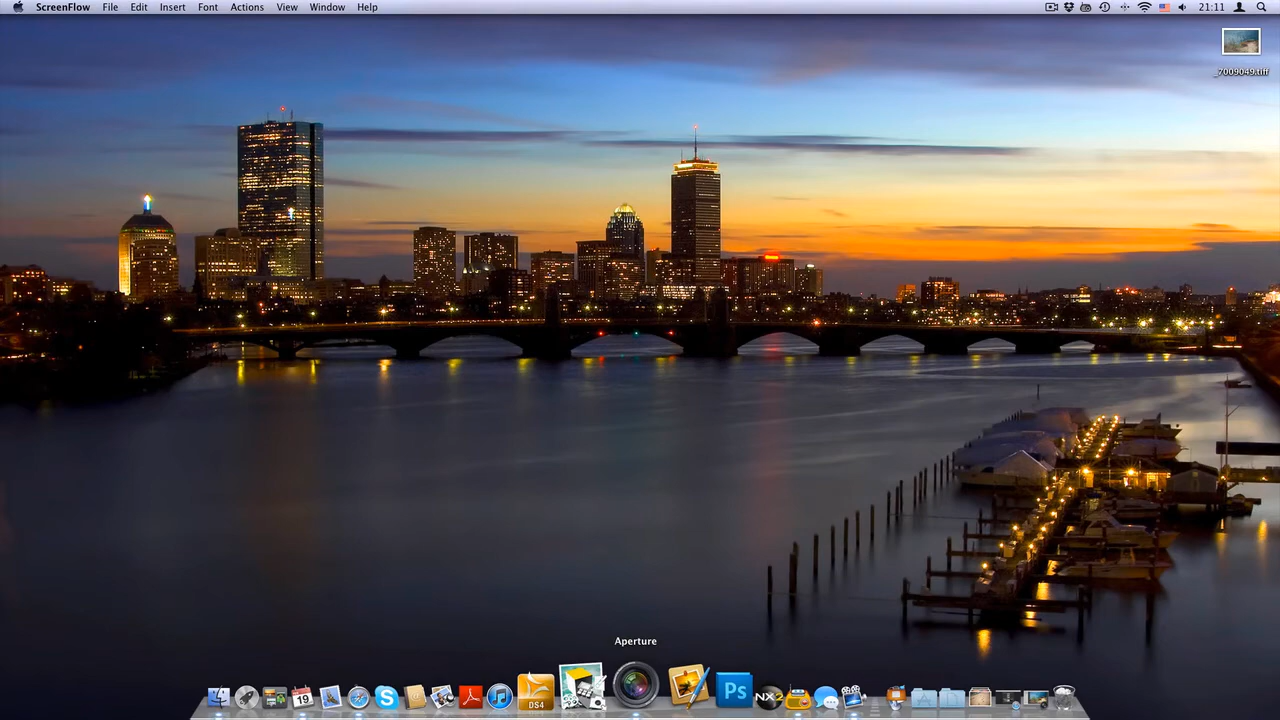 ScreenFlow File Edit Insert Font Actions View Window Help 21:11
_7009049.tiff
Aperture
19
DS4
Ps
NX2